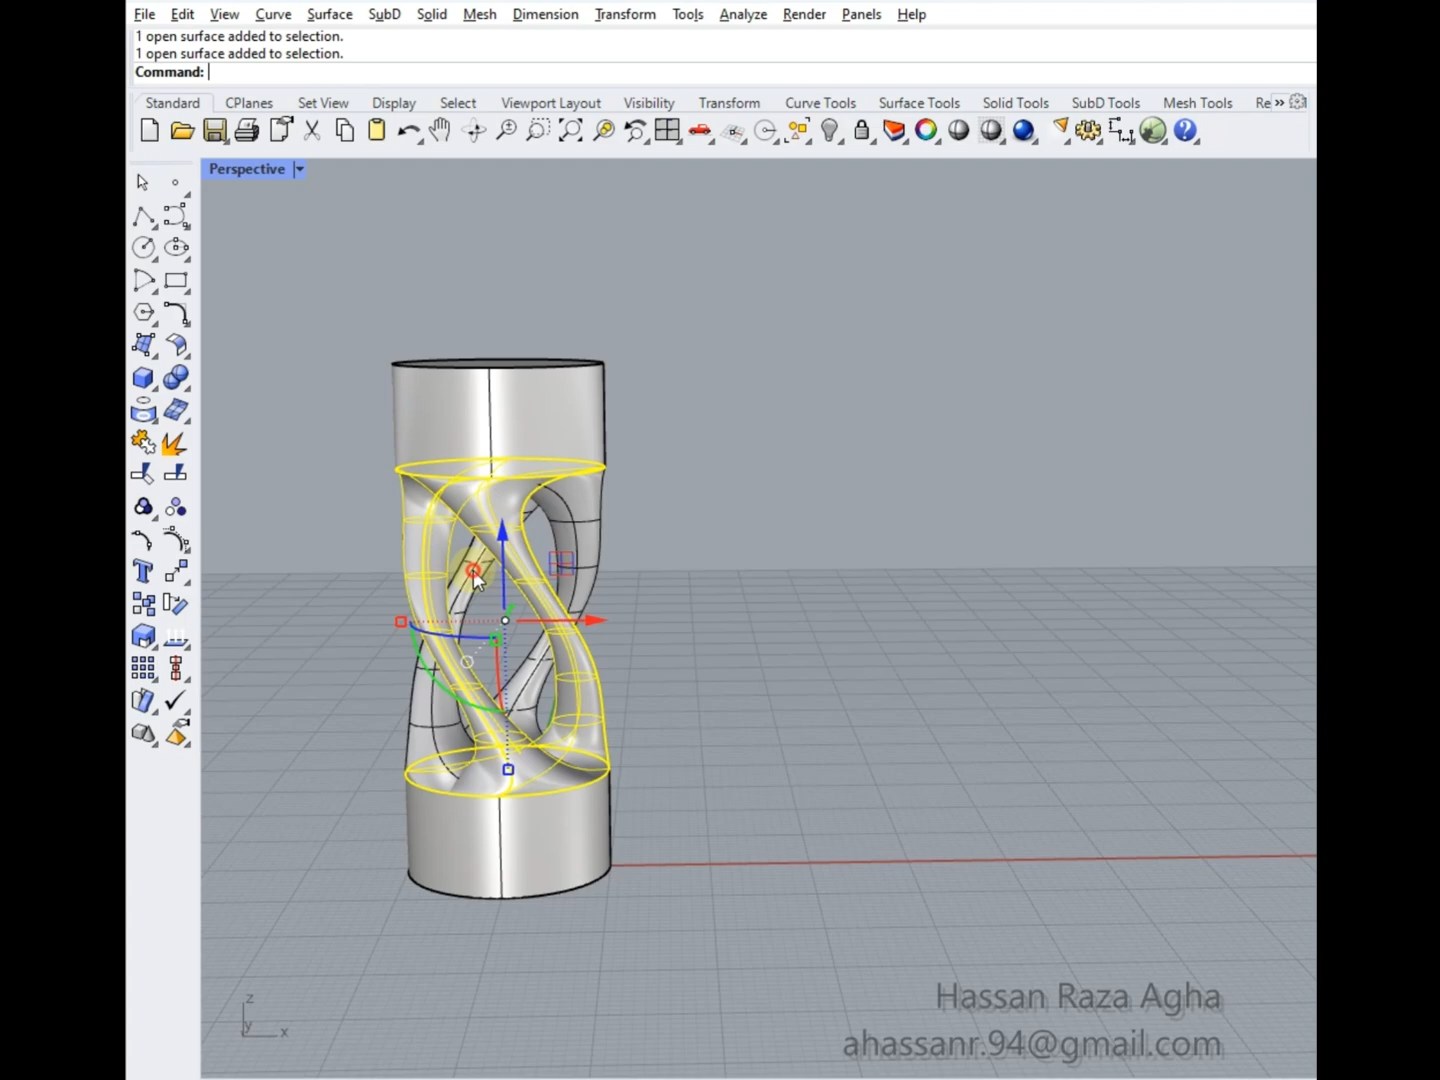 File Edit View Curve Surface SubD Solid Mesh Dimension Transform Tools Analyze Render Panels Help
1 open surface added to selection.
1 open surface added to selection.
Command:
Standard CPlanes Set View Display Select Viewport Layout Visibility Transform Curve Tools Surface Tools Solid Tools SubD Tools Mesh Tools Re »
Perspective
z
y x
Hassan Raza Agha
ahassanr.94@gmail.com